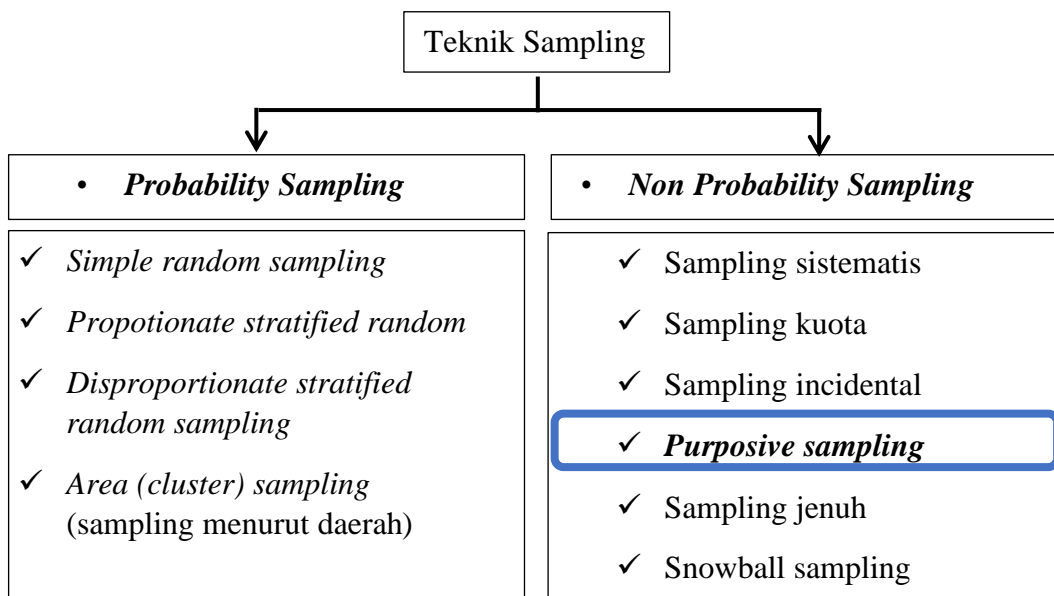 Teknik Sampling
• Probability Sampling
✓ Simple random sampling
✓ Propotionate stratified random
✓ Disproportionate stratified
random sampling
✓ Area (cluster) sampling
(sampling menurut daerah)
• Non Probability Sampling
✓ Sampling sistematis
✓ Sampling kuota
✓ Sampling incidental
✓ Purposive sampling
✓ Sampling jenuh
✓ Snowball sampling